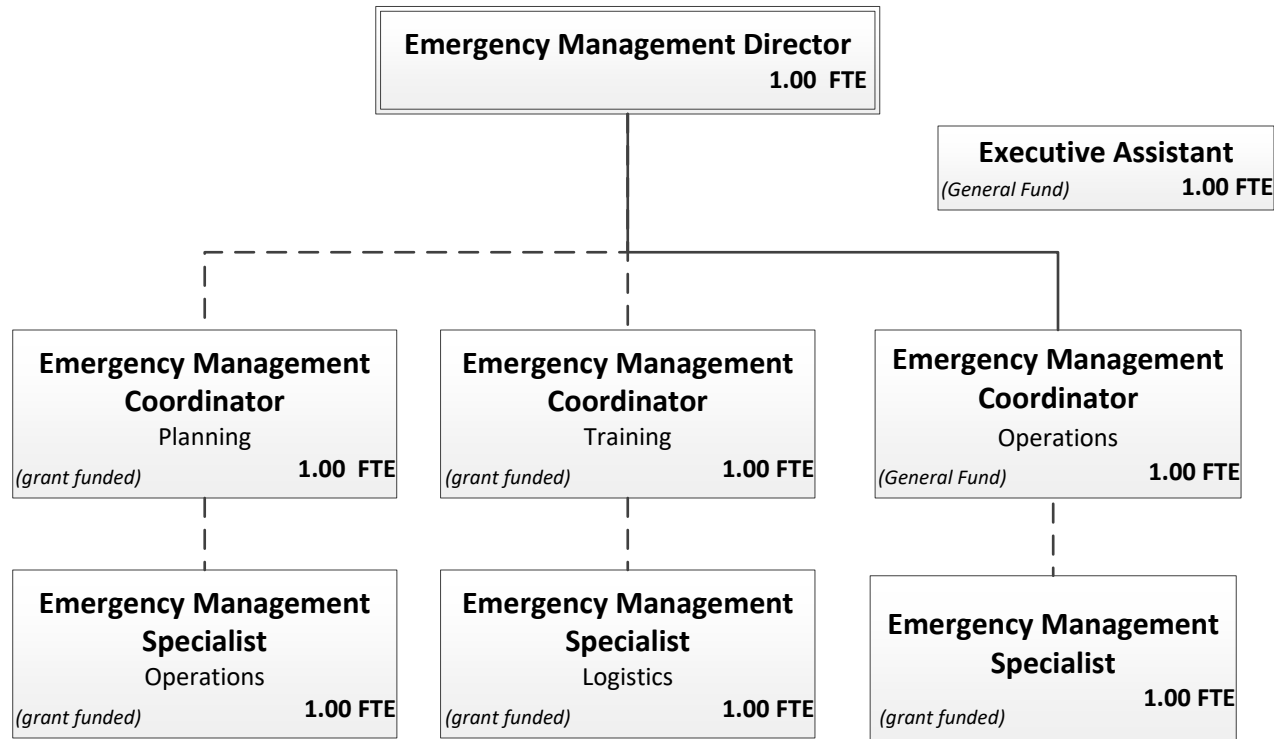 Emergency Management Director
1.00 FTE
Executive Assistant
(General Fund) 1.00 FTE
Emergency Management
Coordinator
Planning
(grant funded) 1.00 FTE
Emergency Management
Coordinator
Training
(grant funded) 1.00 FTE
Emergency Management
Coordinator
Operations
(General Fund) 1.00 FTE
Emergency Management
Specialist
Operations
(grant funded) 1.00 FTE
Emergency Management
Specialist
Logistics
(grant funded) 1.00 FTE
Emergency Management
Specialist
1.00 FTE
(grant funded)